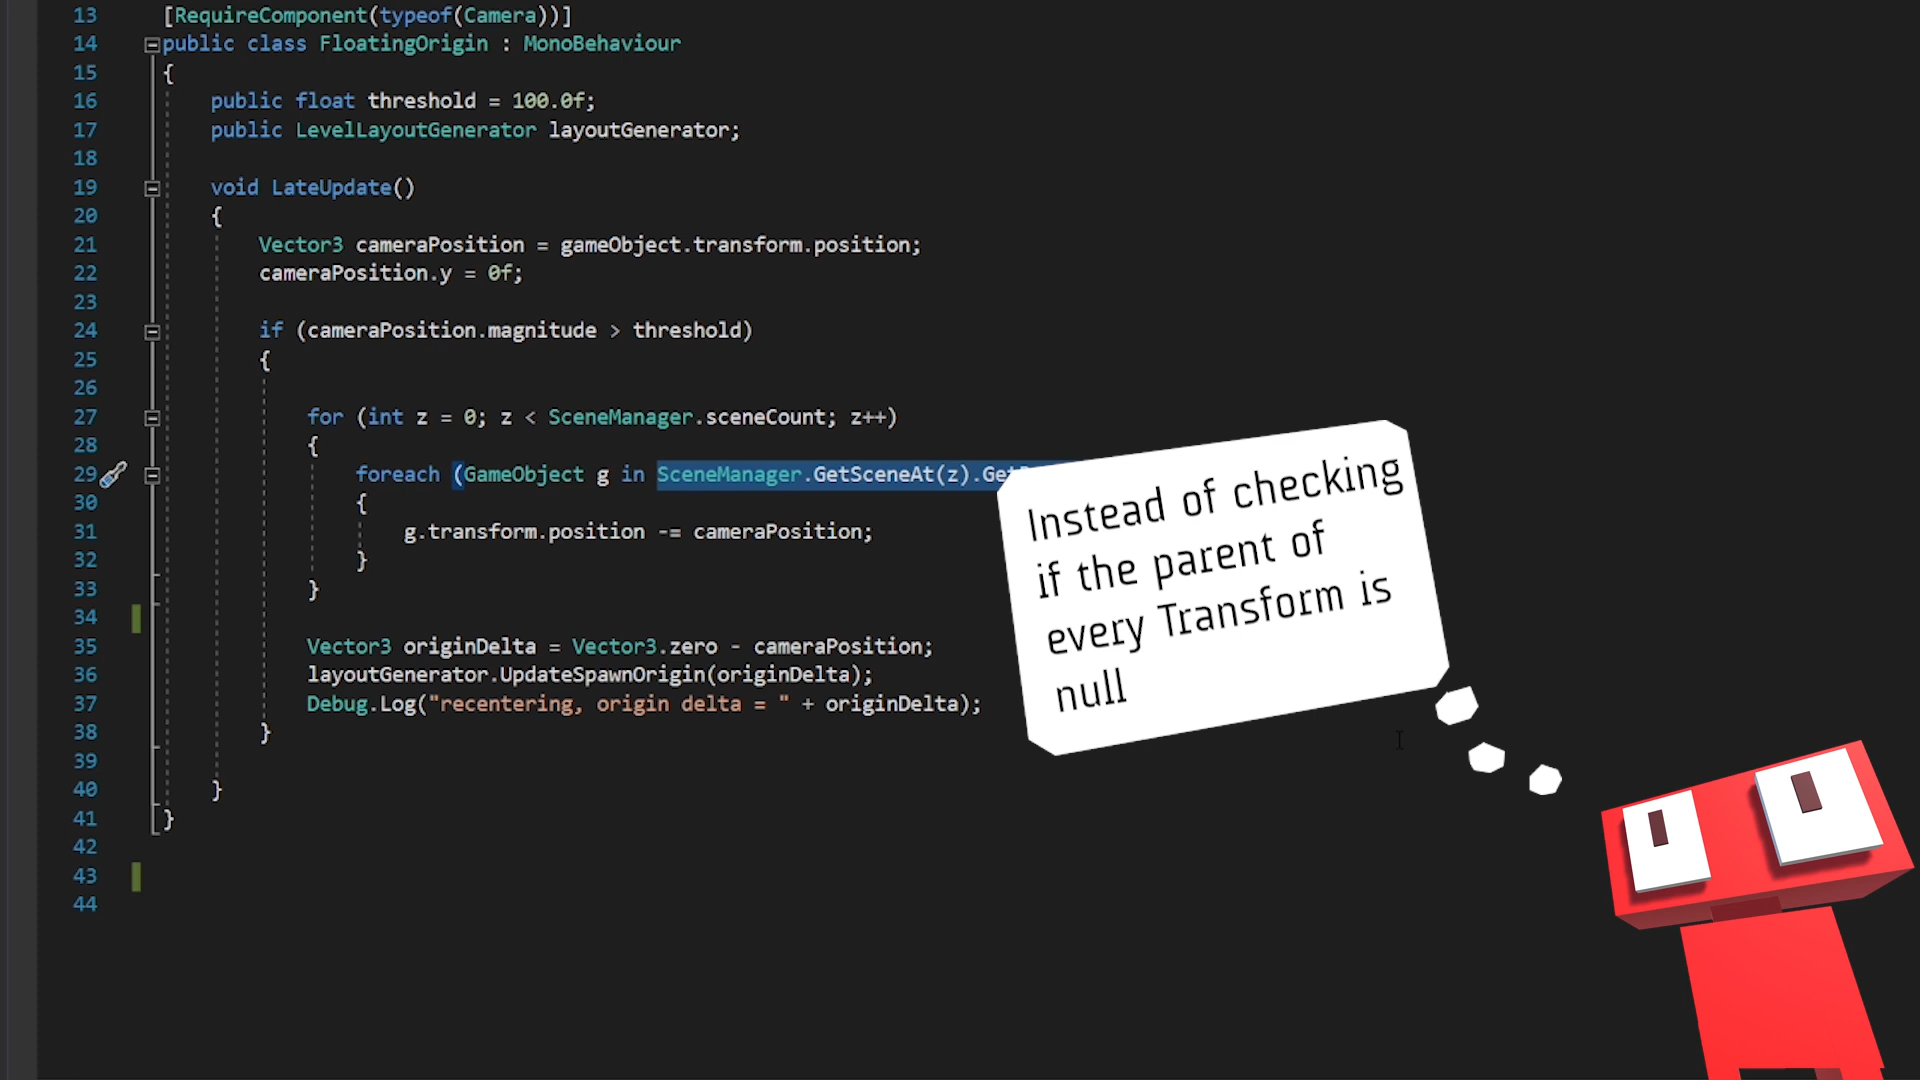 13 [RequireComponent(typeof(Camera))]
14 public class FloatingOrigin : MonoBehaviour
15 {
16 public float threshold = 100.0f;
17 public LevelLayoutGenerator layoutGenerator;
18
19 void LateUpdate()
20 {
21 Vector3 cameraPosition = gameObject.transform.position;
22 cameraPosition.y = 0f;
23
24 if (cameraPosition.magnitude > threshold)
25 {
26
27 for (int z = 0; z < SceneManager.sceneCount; z++)
28 {
29 foreach (GameObject g in SceneManager.GetSceneAt(z).Get
30 {
31 g.transform.position -= cameraPosition;
32 }
33 }
34
35 Vector3 originDelta = Vector3.zero - cameraPosition;
36 layoutGenerator.UpdateSpawnOrigin(originDelta);
37 Debug.Log("recentering, origin delta = " + originDelta);
38 }
39
40 }
41 }
42
43
44
Instead of checking
if the parent of
every Transform is
null